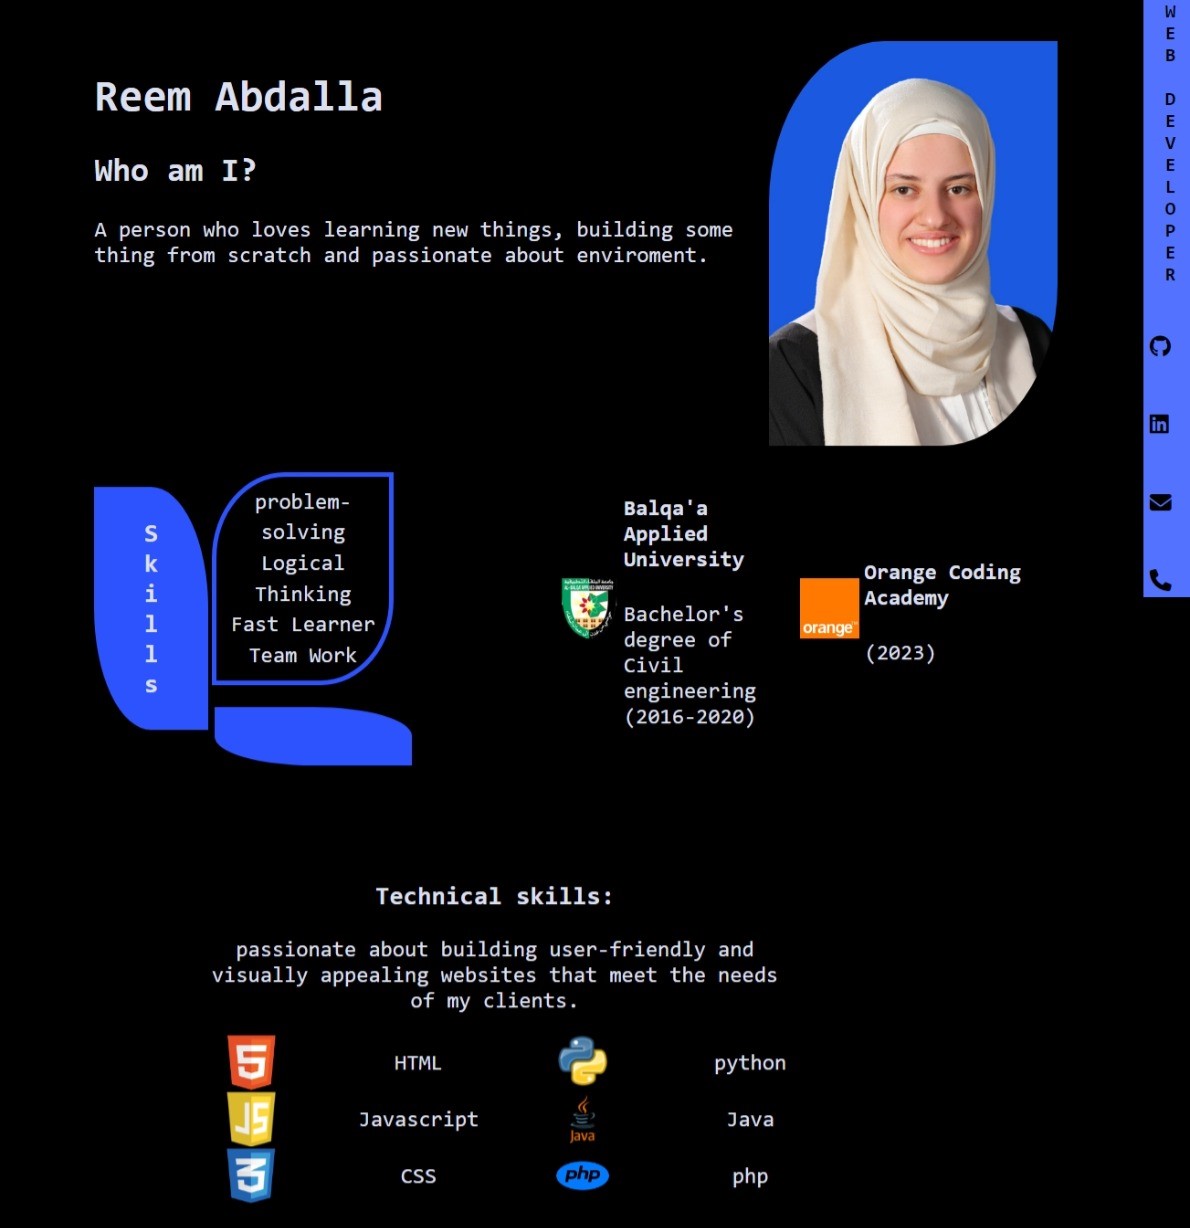 Reem Abdalla
Who am I?
A person who loves learning new things, building some
thing from scratch and passionate about enviroment.
WEB DEVELOPER
Skills
problem-
solving
Logical
Thinking
Fast Learner
Team Work
Balqa'a
Applied
University
Bachelor's
degree of
Civil
engineering
(2016-2020)
orange™
Orange Coding
Academy
(2023)
Technical skills:
passionate about building user-friendly and
visually appealing websites that meet the needs
of my clients.
5
HTML
python
JS
Javascript
Java
Java
3
CSS
php
php
in